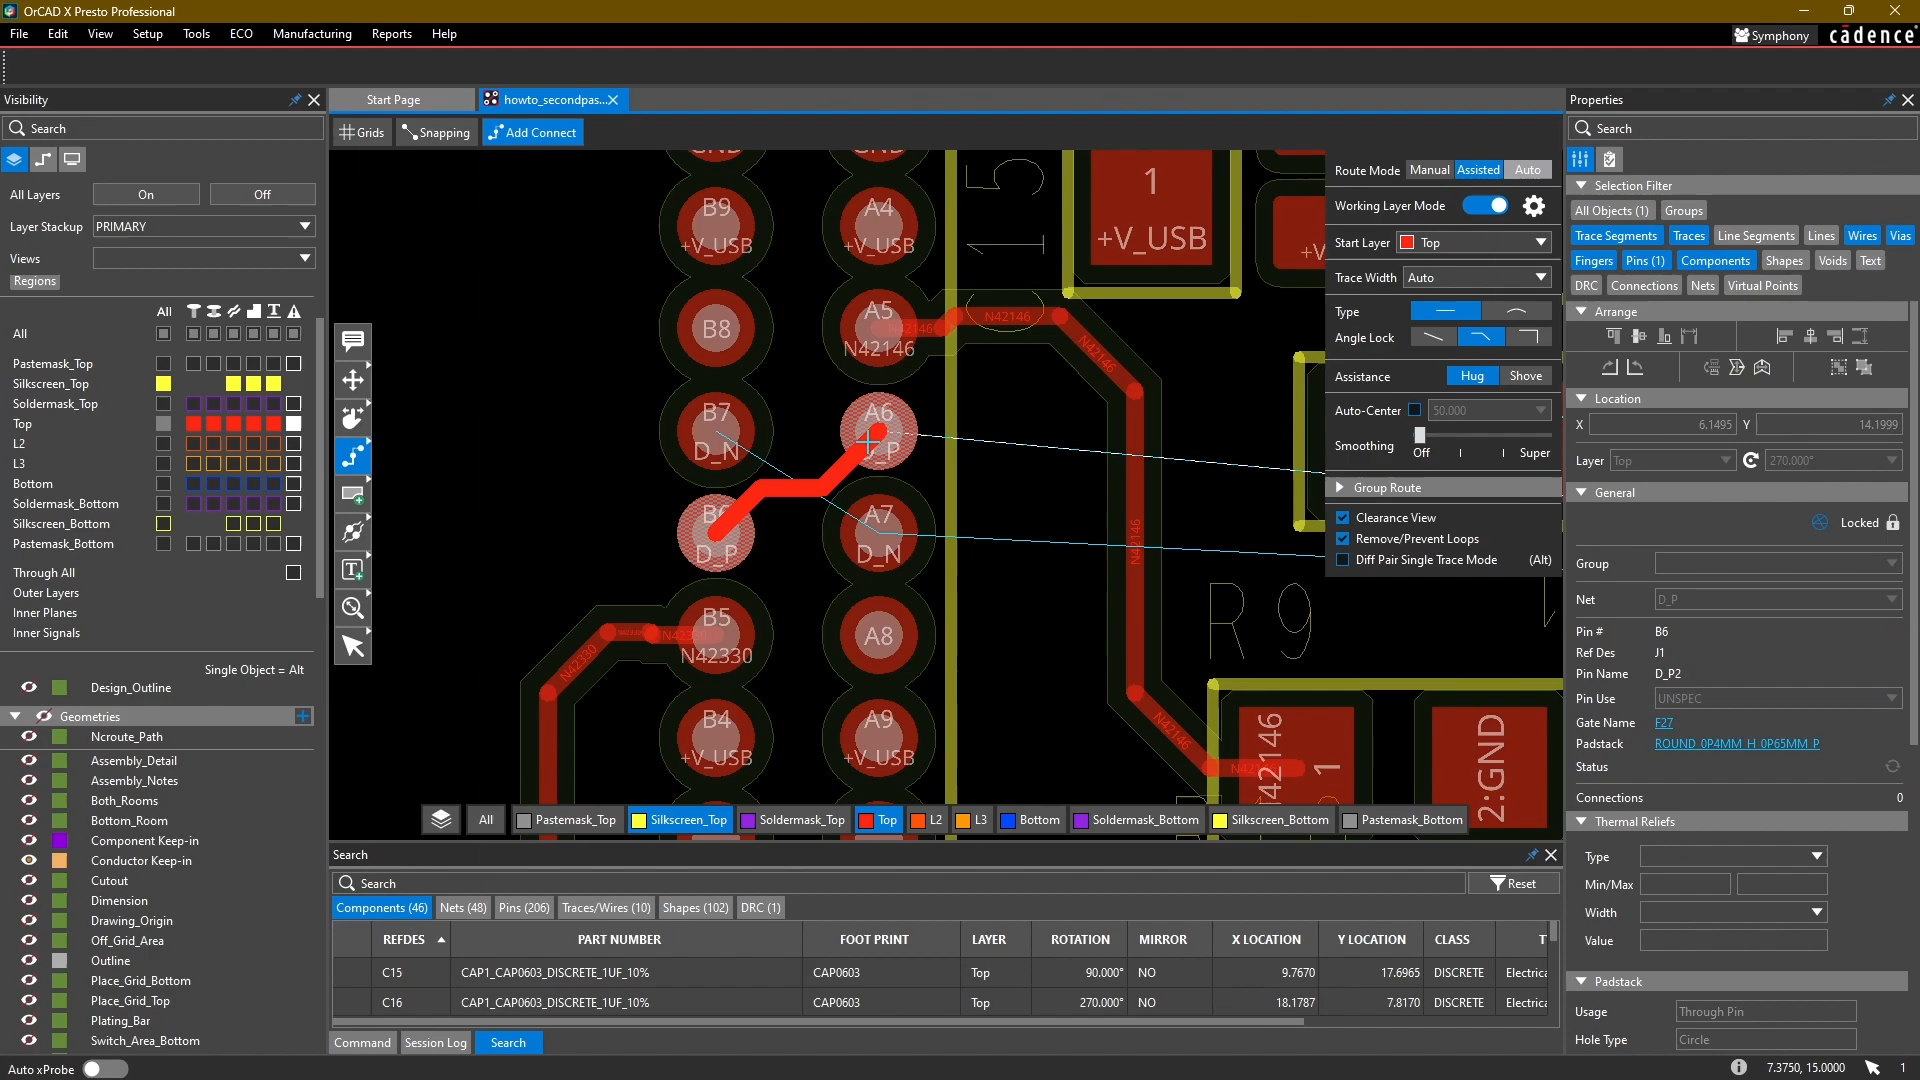 OrCAD X Presto Professional
File Edit View Setup Tools ECO Manufacturing Reports Help
Symphony cādence
Visibility
Search
All Layers On Off
Layer Stackup PRIMARY
Views
Regions
All
All
Pastemask_Top
Silkscreen_Top
Soldermask_Top
Top
L2
L3
Bottom
Soldermask_Bottom
Silkscreen_Bottom
Pastemask_Bottom
Through All
Outer Layers
Inner Planes
Inner Signals
Single Object = Alt
Design_Outline
Geometries
Ncroute_Path
Assembly_Detail
Assembly_Notes
Both_Rooms
Bottom_Room
Component Keep-in
Conductor Keep-in
Cutout
Dimension
Drawing_Origin
Off_Grid_Area
Outline
Place_Grid_Bottom
Place_Grid_Top
Plating_Bar
Switch_Area_Bottom
Auto xProbe
Start Page howto_secondpas...
Grids Snapping Add Connect
GND GND
B9 +V_USB
A4 +V_USB
B8
A5 N42146
B7 D_N
A6 D_P
B6 D_P
A7 D_N
B5 N42330
A8
B4 +V_USB
A9 +V_USB
N42146
N42146
N42146
N42146
N42146
N42330
N42330
15
1
+V_USB
+V
R9
N42146
1
2:GND
Route Mode Manual Assisted Auto
Working Layer Mode
Start Layer Top
Trace Width Auto
Type
Angle Lock
Assistance Hug Shove
Auto-Center 50.000
Smoothing Off Super
Group Route
Clearance View
Remove/Prevent Loops
Diff Pair Single Trace Mode (Alt)
All Pastemask_Top Silkscreen_Top Soldermask_Top Top L2 L3 Bottom Soldermask_Bottom Silkscreen_Bottom Pastemask_Bottom
Search
Search Reset
Components (46) Nets (48) Pins (206) Traces/Wires (10) Shapes (102) DRC (1)
REFDES PART NUMBER FOOT PRINT LAYER ROTATION MIRROR X LOCATION Y LOCATION CLASS T
C15 CAP1_CAP0603_DISCRETE_1UF_10% CAP0603 Top 90.000° NO 9.7670 17.6965 DISCRETE Electrica
C16 CAP1_CAP0603_DISCRETE_1UF_10% CAP0603 Top 270.000° NO 18.1787 7.8170 DISCRETE Electrica
Command Session Log Search
Properties
Search
Selection Filter
All Objects (1) Groups
Trace Segments Traces Line Segments Lines Wires Vias
Fingers Pins (1) Components Shapes Voids Text
DRC Connections Nets Virtual Points
Arrange
Location
X 6.1495 Y 14.1999
Layer Top 270.000°
General
Locked
Group
Net D_P
Pin # B6
Ref Des J1
Pin Name D_P2
Pin Use UNSPEC
Gate Name F27
Padstack ROUND_0P4MM_H_0P65MM_P
Status
Connections 0
Thermal Reliefs
Type
Min/Max
Width
Value
Padstack
Usage Through Pin
Hole Type Circle
7.3750, 15.0000 1